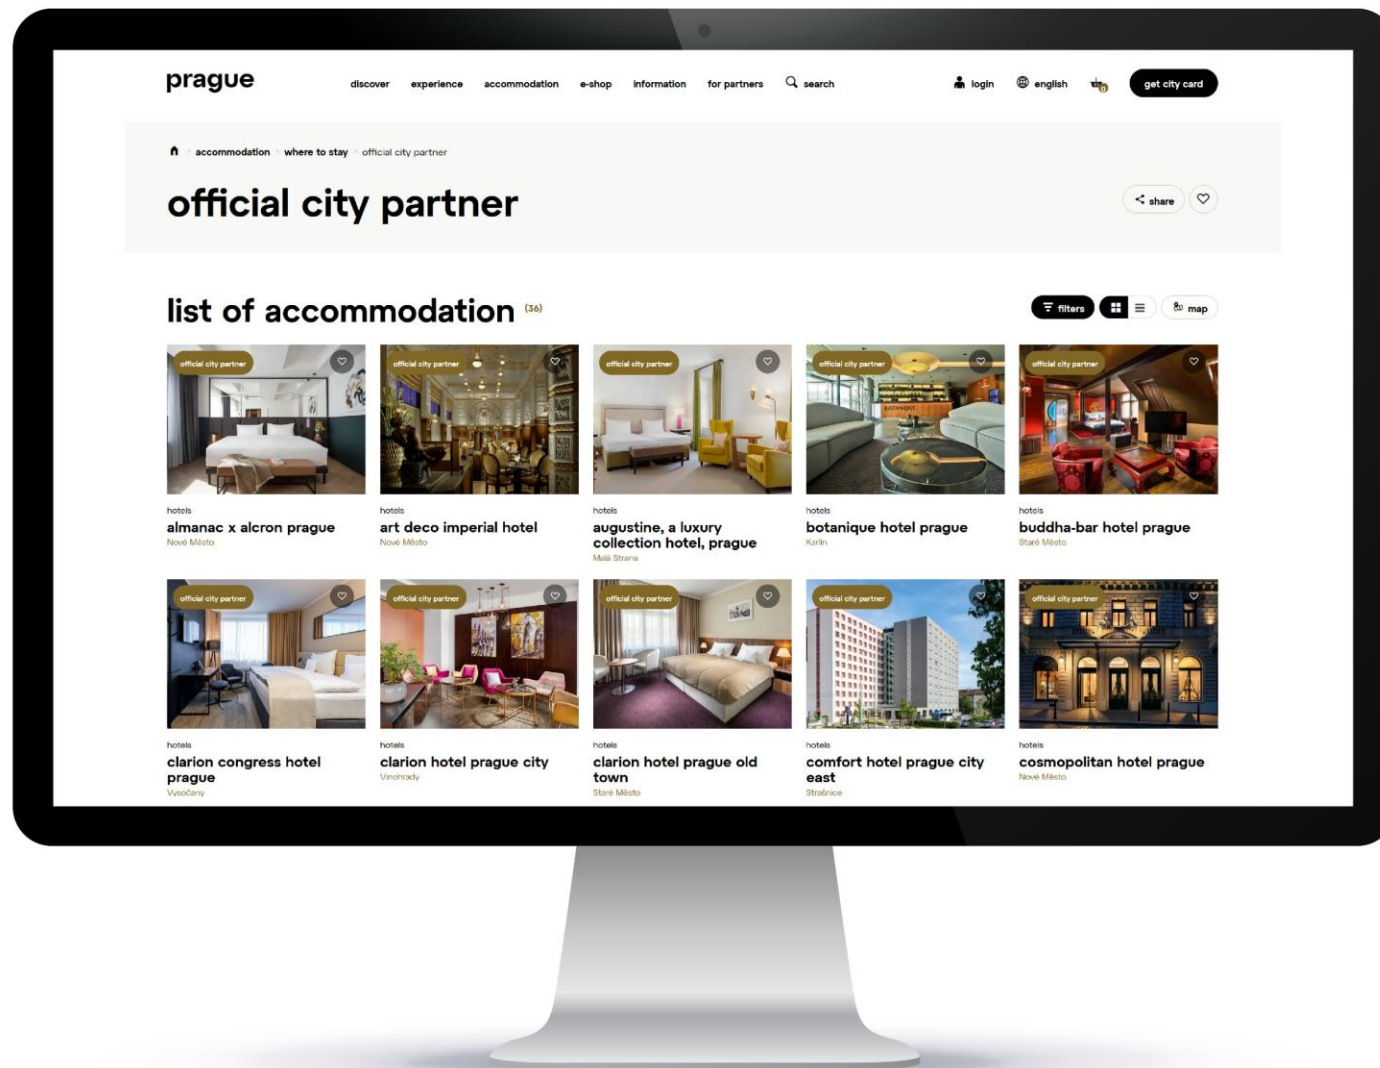 prague
discover experience accommodation e-shop information for partners search login english 0 get city card
accommodation where to stay official city partner
official city partner
share
list of accommodation (36)
filters map
official city partner official city partner official city partner official city partner official city partner
BOTANIQUE
hotels hotels hotels hotels hotels
almanac x alcron prague
Nové Město
art deco imperial hotel
Nové Město
augustine, a luxury
collection hotel, prague
Malá Strana
botanique hotel prague
Karlín
buddha-bar hotel prague
Staré Město
official city partner official city partner official city partner official city partner official city partner
hotels hotels hotels hotels hotels
clarion congress hotel
prague
Vysočany
clarion hotel prague city
Vinohrady
clarion hotel prague old
town
Staré Město
comfort hotel prague city
east
Strašnice
cosmopolitan hotel prague
Nové Město